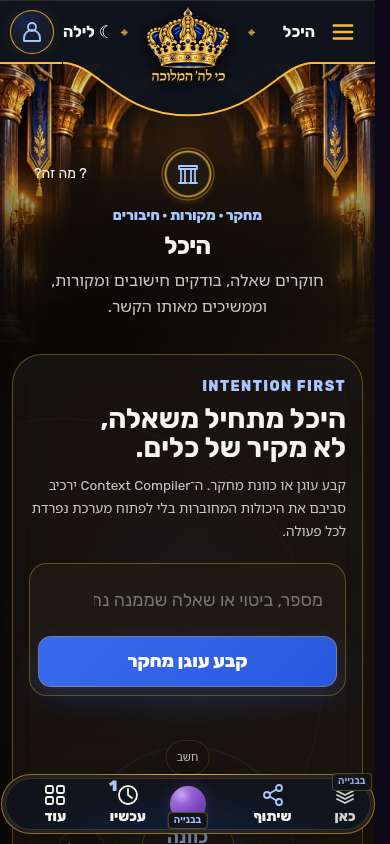 היכל
☾ לילה
כי לה' המלוכה
? מה זה?
מחקר • מקורות • חיבורים
היכל
חוקרים שאלה, בודקים חישובים ומקורות,
וממשיכים מאותו הקשר.
INTENTION FIRST
היכל מתחיל משאלה,
לא מקיר של כלים.
קבע עוגן או כוונת מחקר. ה־Context Compiler ירכיב
סביבם את היכולות המחוברות בלי לפתוח מערכת נפרדת
לכל פעולה.
מספר, ביטוי או שאלה שממנה
קבע עוגן מחקר
חשב
בבנייה
כאן
שיתוף
בבנייה
1
עכשיו
עוד
כוונה